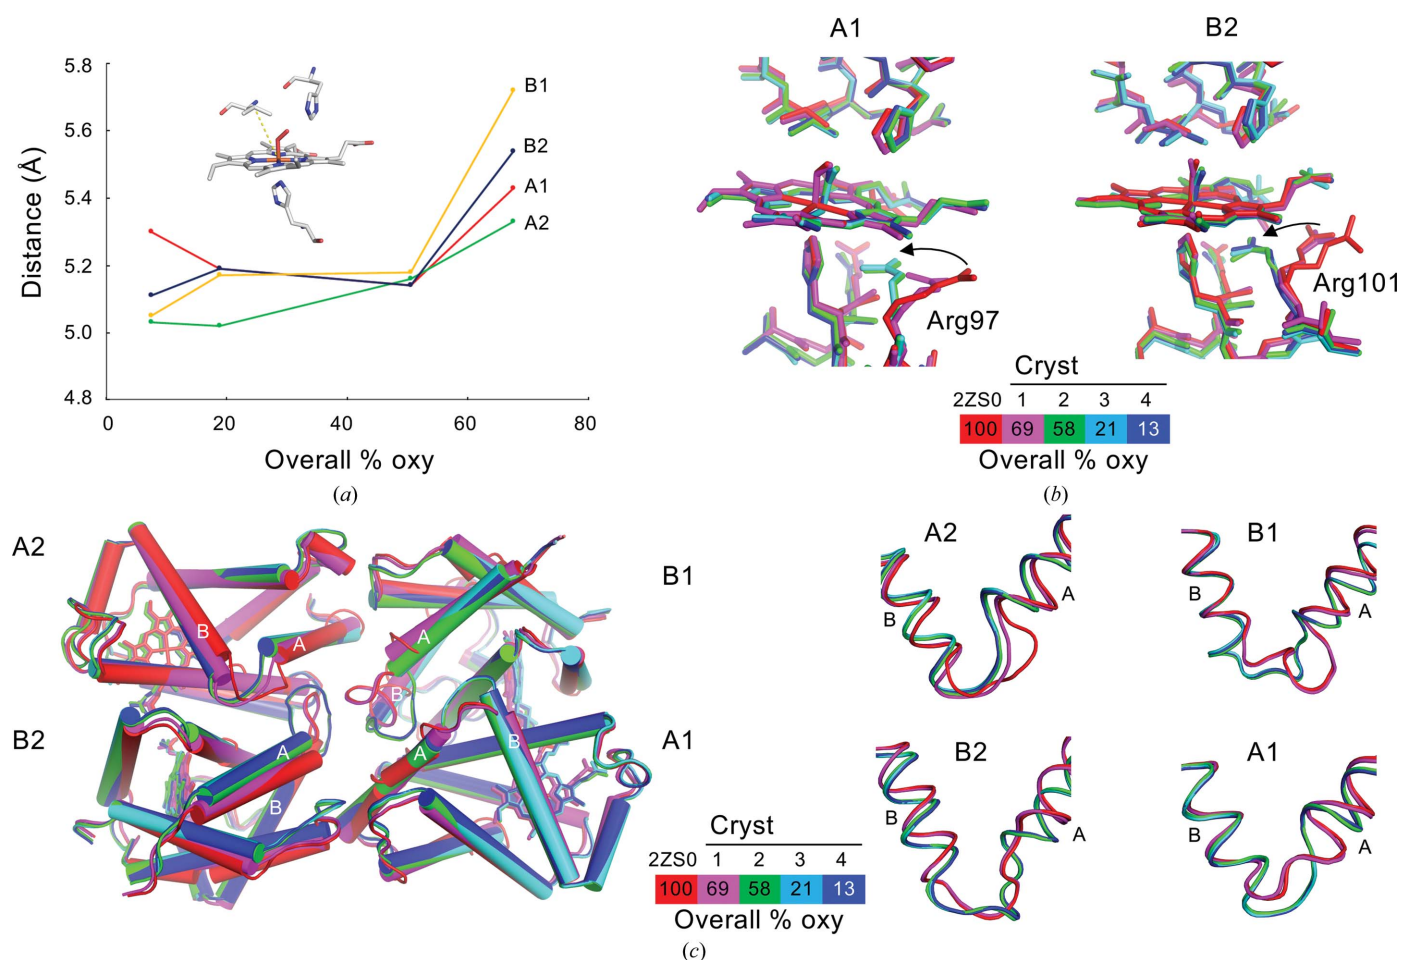 5.8
5.6
5.4
5.2
5.0
4.8
Distance (Å)
B1
B2
A1
A2
0 20 40 60 80
Overall % oxy
(a)
A1 B2
Arg97
Arg101
Cryst
2ZS0 1 2 3 4
100 69 58 21 13
Overall % oxy
(b)
A2
B1
B2
A1
B A
A
B
A
B
A
B
Cryst
2ZS0 1 2 3 4
100 69 58 21 13
Overall % oxy
A2 B1
B A B A
B2 A1
B A B A
(c)